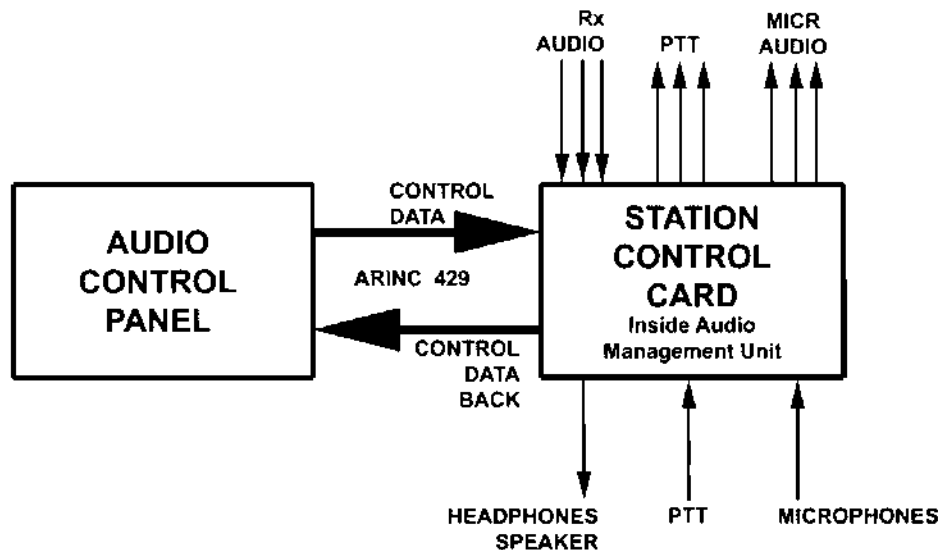 Rx
AUDIO
PTT
MICR
AUDIO
AUDIO
CONTROL
PANEL
CONTROL
DATA
ARINC 429
CONTROL
DATA
BACK
STATION
CONTROL
CARD
Inside Audio
Management Unit
HEADPHONES
SPEAKER
PTT
MICROPHONES